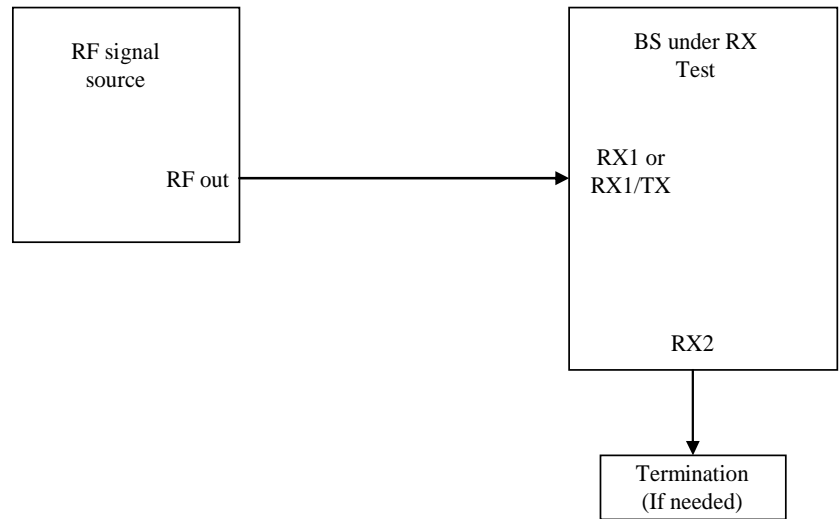 RF signal
source
RF out
BS under RX
Test
RX1 or
RX1/TX
RX2
Termination
(If needed)